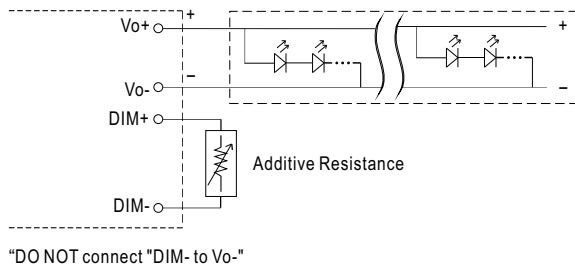 Vo+ + +
Vo- − −
DIM+
Additive Resistance
DIM-
“DO NOT connect "DIM- to Vo-"